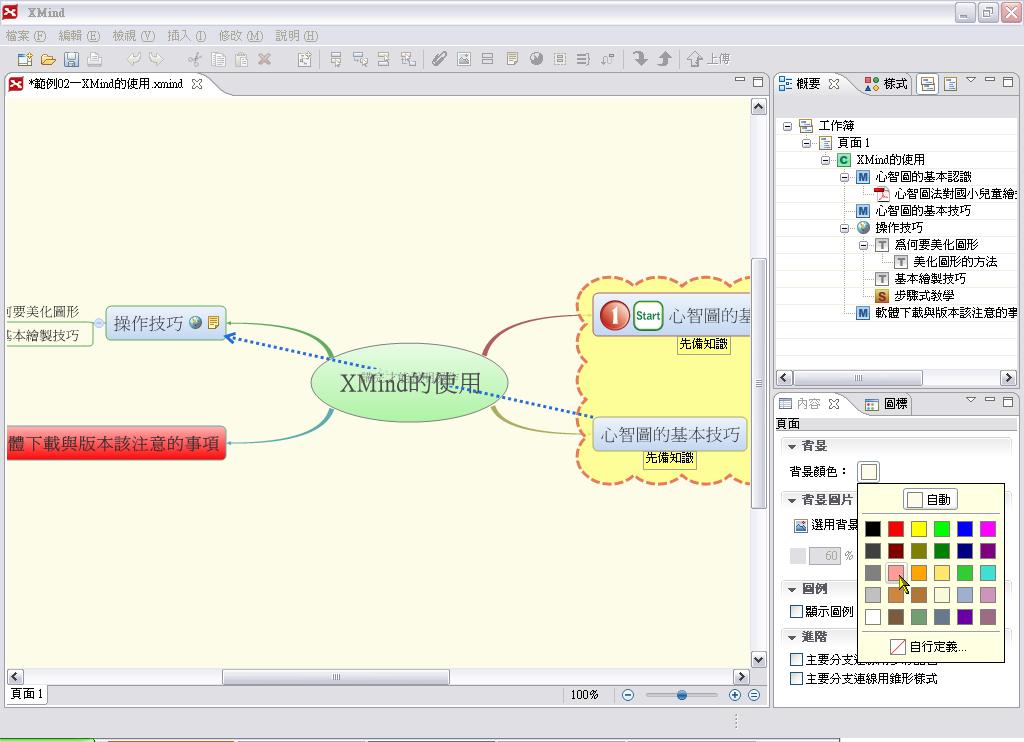 XMind
檔案(F) 編輯(E) 檢視(V) 插入(I) 修改(M) 說明(H)
上傳
*範例02—XMind的使用.xmind
概要 樣式
工作簿
頁面 1
XMind的使用
心智圖的基本認識
心智圖法對國小兒童繪
心智圖的基本技巧
操作技巧
為何要美化圖形
美化圖形的方法
基本繪製技巧
步驟式教學
軟體下載與版本該注意的事
可要美化圖形
操作技巧
基本繪製技巧
1 Start 心智圖的基
先備知識
XMind的使用
心智圖的基本技巧
先備知識
體下載與版本該注意的事項
內容 圖標
頁面
背景
背景顏色：
自動
背景圖片
選用背景
60 %
圖例
顯示圖例
進階
自行定義...
主要分支連線用
主要分支連線用錐形樣式
頁面 1
100%